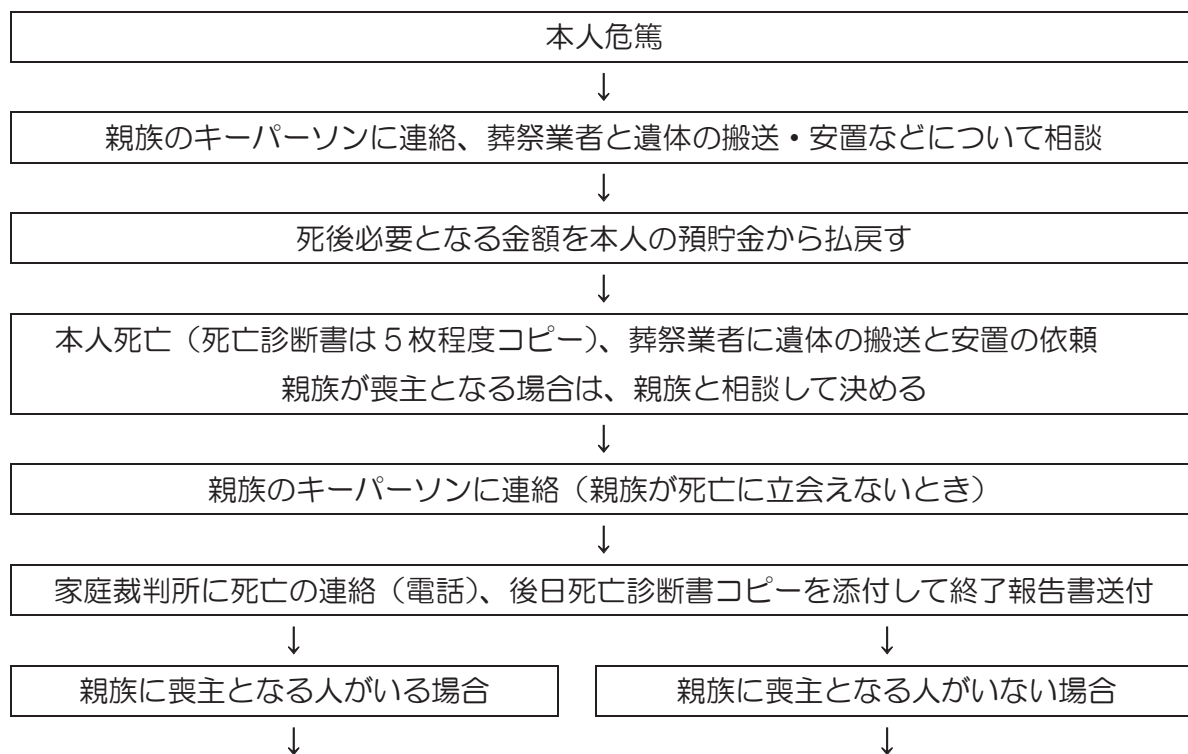 本人危篤
↓
親族のキーパーソンに連絡、葬祭業者と遺体の搬送・安置などについて相談
↓
死後必要となる金額を本人の預貯金から払戻す
↓
本人死亡（死亡診断書は５枚程度コピー）、葬祭業者に遺体の搬送と安置の依頼
親族が喪主となる場合は、親族と相談して決める
↓
親族のキーパーソンに連絡（親族が死亡に立会えないとき）
↓
家庭裁判所に死亡の連絡（電話）、後日死亡診断書コピーを添付して終了報告書送付
↓ ↓
親族に喪主となる人がいる場合
親族に喪主となる人がいない場合
↓ ↓